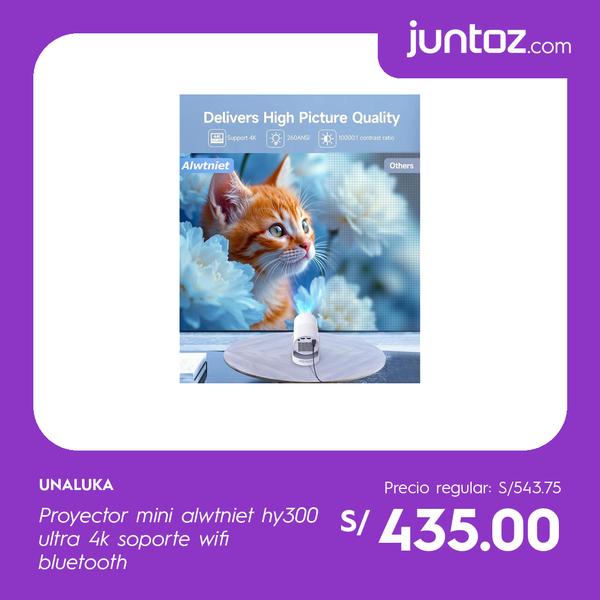 juntoz.com
Delivers High Picture Quality
4K Support 4K 260ANSI 10000:1 contrast ratio
Alwtniet Others
UNALUKA
Proyector mini alwtniet hy300
ultra 4k soporte wifi
bluetooth
Precio regular: S/543.75
S/ 435.00